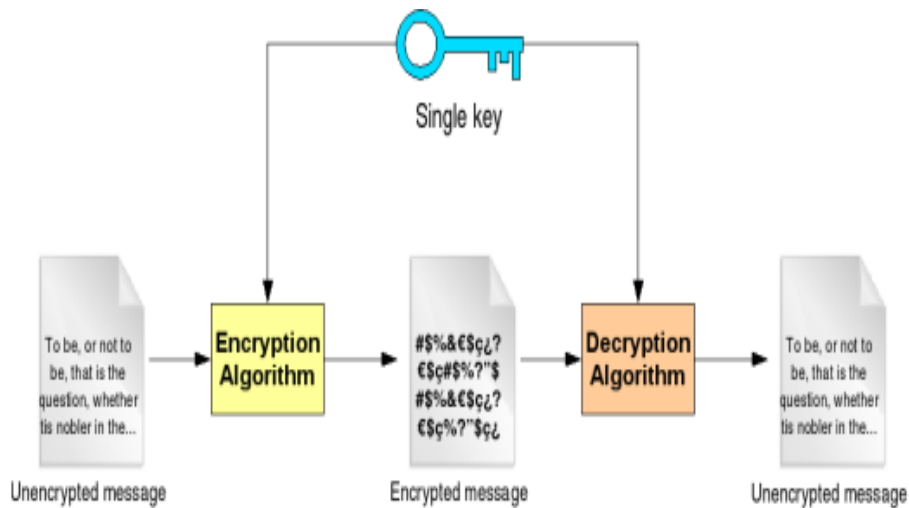 Single key
To be, or not to
be, that is the
question, whether
tis nobler in the...
Unencrypted message
Encryption
Algorithm
#$%&€$ç¿?
€$ç#$%?"$
#$%&€$ç¿?
€$ç%?"$ç¿
Encrypted message
Decryption
Algorithm
To be, or not to
be, that is the
question, whether
tis nobler in the...
Unencrypted message